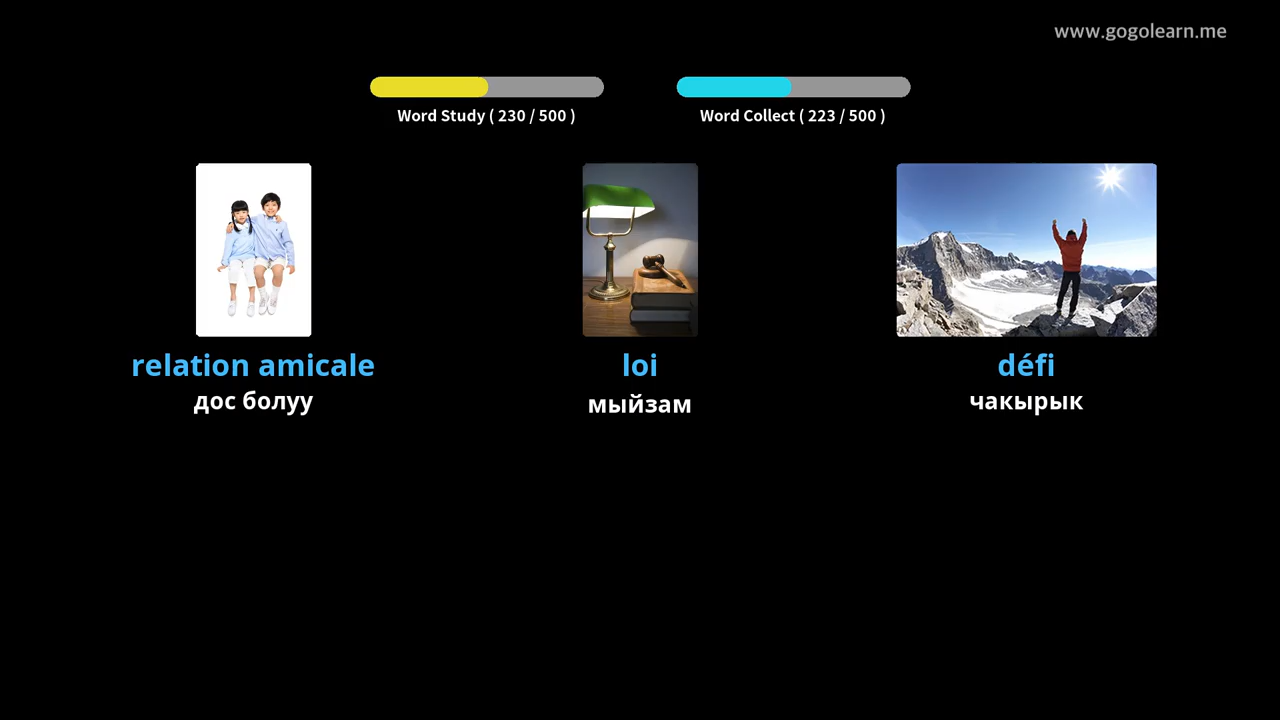 www.gogolearn.me
Word Study ( 230 / 500 )
Word Collect ( 223 / 500 )
relation amicale
дос болуу
loi
мыйзам
défi
чакырык